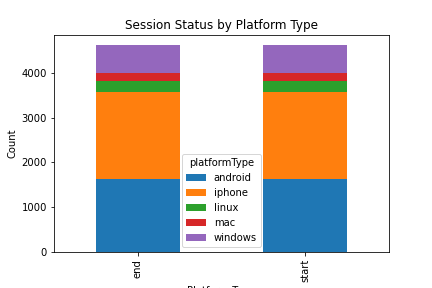 Session Status by Platform Type
Count
4000
3000
2000
1000
0
platformType
android
iphone
linux
mac
windows
end
start